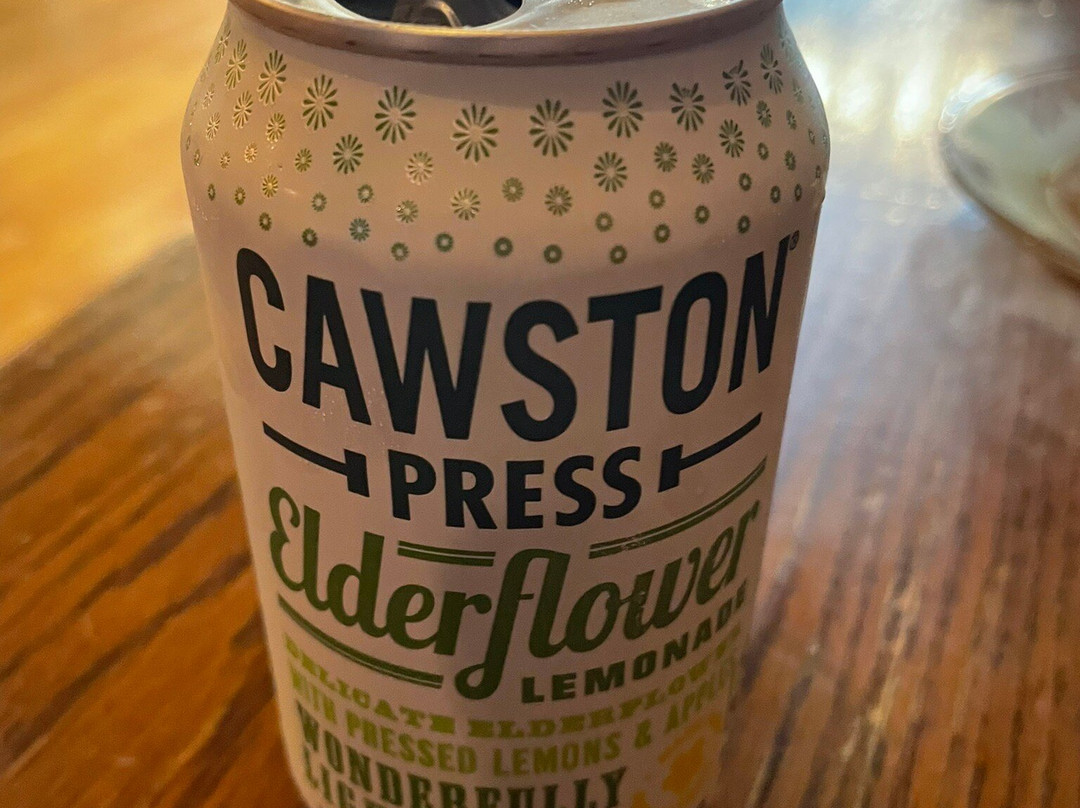 CAWSTON®
PRESS
Elderflower
LEMONADE
DELICATE ELDERFLOWER
WITH PRESSED LEMONS & APPLES
WONDERFULLY